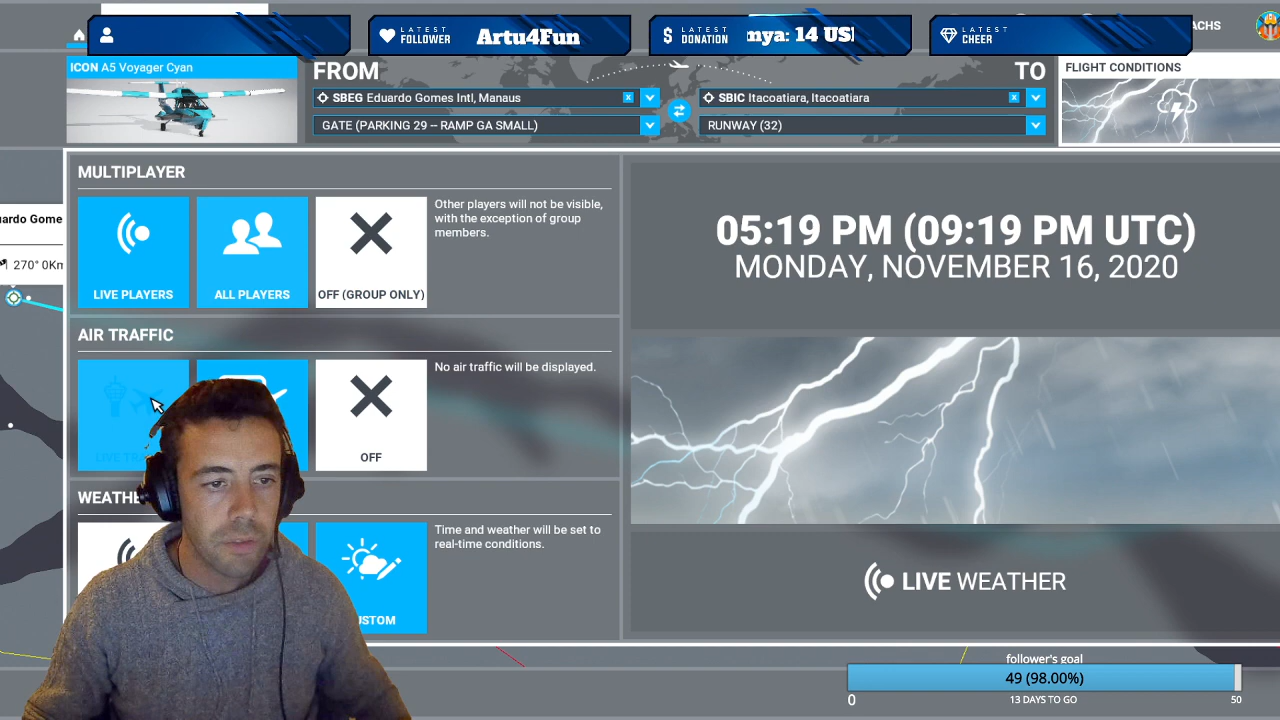 LATEST
FOLLOWER
Artu4Fun
LATEST
DONATION
mya: 14 US
LATEST
CHEER
ACHS
ICON A5 Voyager Cyan
FROM
TO
FLIGHT CONDITIONS
SBEG Eduardo Gomes Intl, Manaus
SBIC Itacoatiara, Itacoatiara
GATE (PARKING 29 – RAMP GA SMALL)
RUNWAY (32)
uardo Gome
270° 0Km
MULTIPLAYER
LIVE PLAYERS
ALL PLAYERS
OFF (GROUP ONLY)
Other players will not be visible,
with the exception of group
members.
AIR TRAFFIC
LIVE TRA
OFF
No air traffic will be displayed.
WEATHE
USTOM
Time and weather will be set to
real-time conditions.
05:19 PM (09:19 PM UTC)
MONDAY, NOVEMBER 16, 2020
LIVE WEATHER
follower's goal
49 (98.00%)
0
13 DAYS TO GO
50